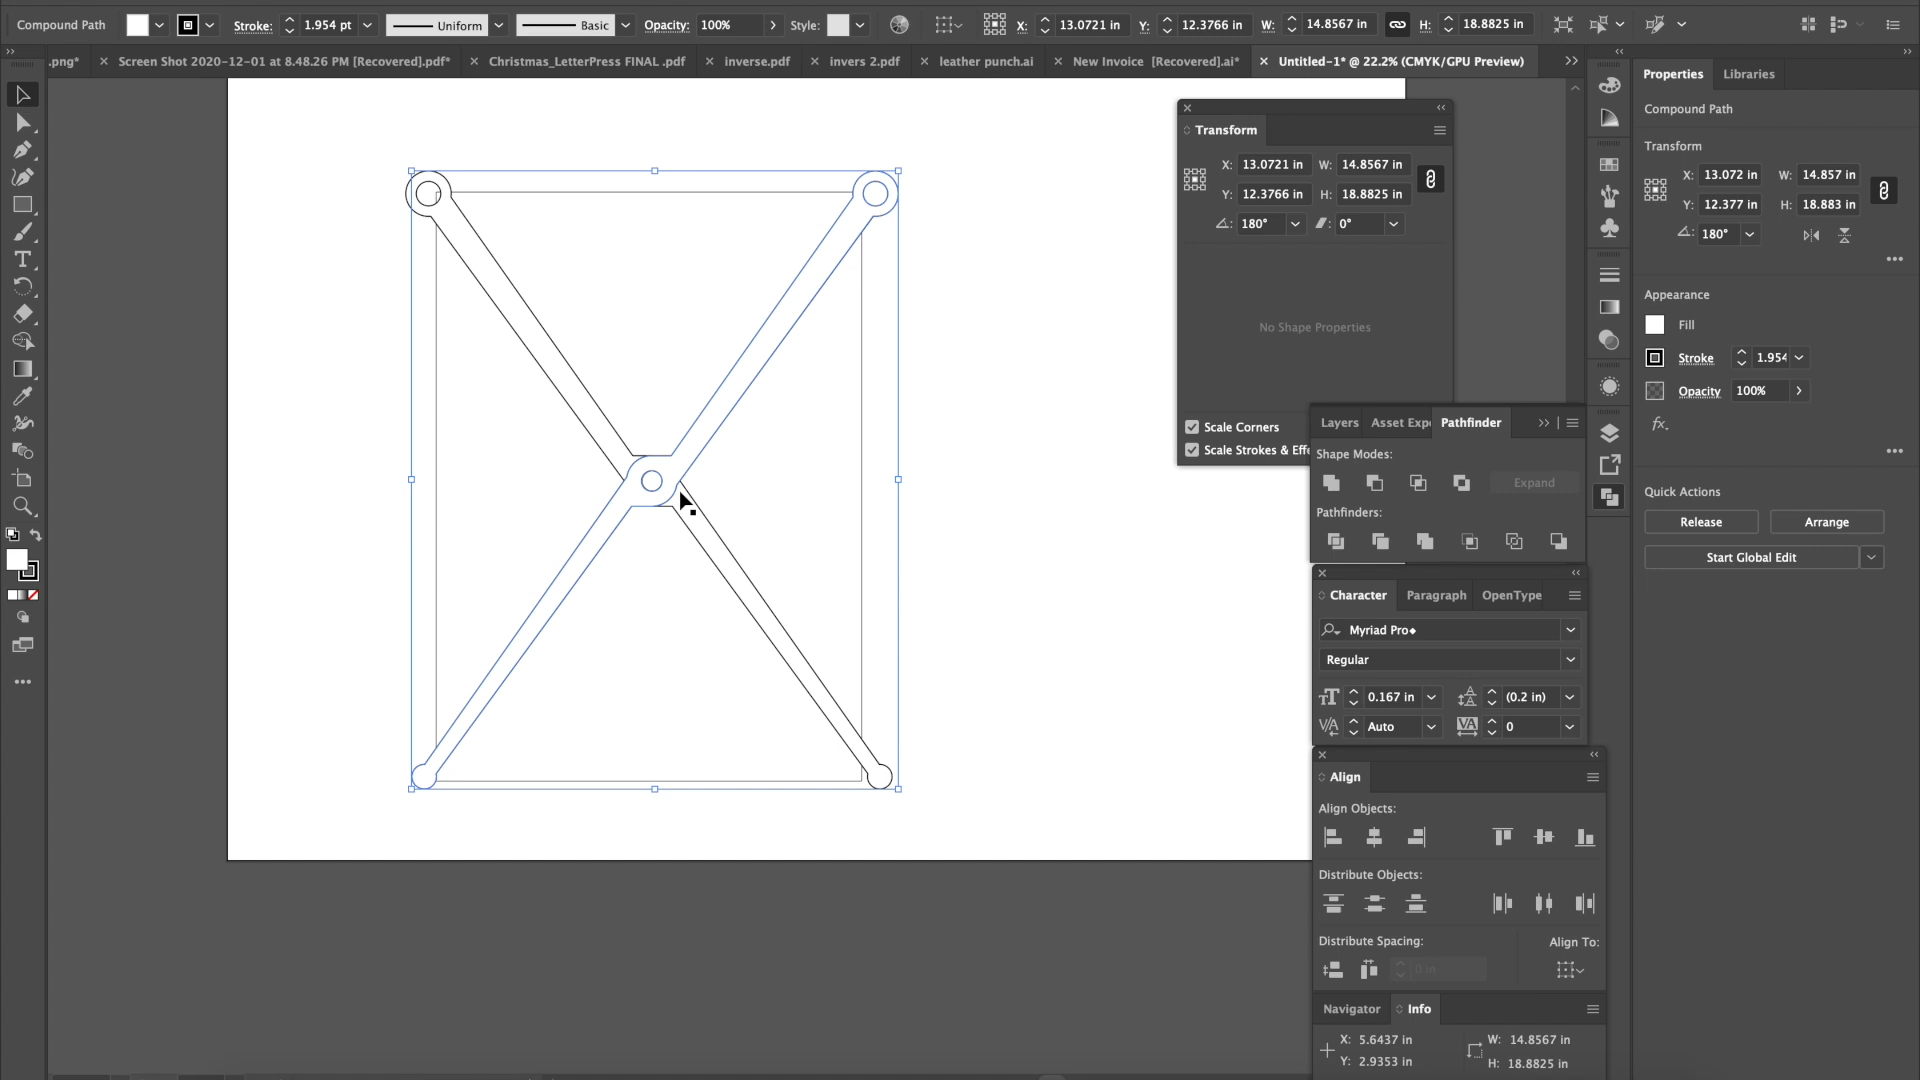 Compound Path Stroke: 1.954 pt Uniform Basic Opacity: 100% Style: X: 13.0721 in Y: 12.3766 in W: 14.8567 in H: 18.8825 in
.png* × Screen Shot 2020-12-01 at 8.48.26 PM [Recovered].pdf* × Christmas_LetterPress FINAL .pdf × inverse.pdf × invers 2.pdf × leather punch.ai × New Invoice [Recovered].ai* × Untitled-1* @ 22.2% (CMYK/GPU Preview)
Transform
X: 13.0721 in W: 14.8567 in
Y: 12.3766 in H: 18.8825 in
180° 0°
No Shape Properties
Scale Corners
Scale Strokes & Effe
Layers Asset Expo Pathfinder
Shape Modes:
Expand
Pathfinders:
Character Paragraph OpenType
Myriad Pro
Regular
0.167 in (0.2 in)
Auto 0
Align
Align Objects:
Distribute Objects:
Distribute Spacing: Align To:
0 in
Navigator Info
X: 5.6437 in W: 14.8567 in
Y: 2.9353 in H: 18.8825 in
Properties Libraries
Compound Path
Transform
X: 13.072 in W: 14.857 in
Y: 12.377 in H: 18.883 in
180°
Appearance
Fill
Stroke 1.954
Opacity 100%
fx.
Quick Actions
Release Arrange
Start Global Edit